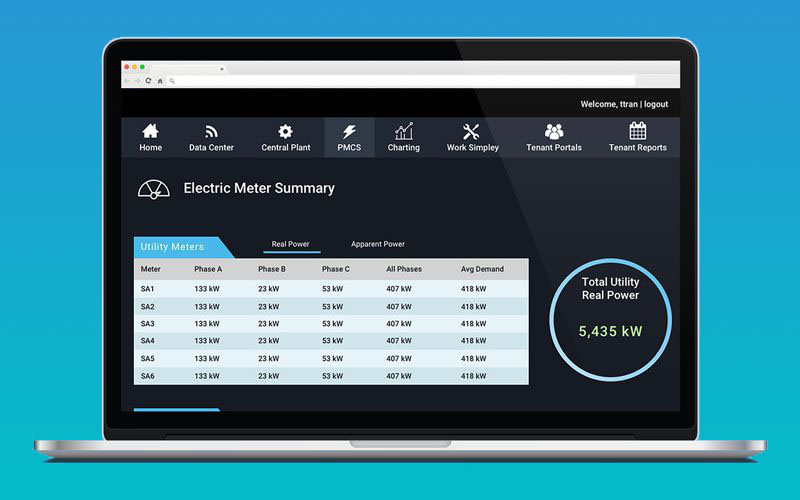 Welcome, ttran | logout
Home Data Center Central Plant PMCS Charting Work Simpley Tenant Portals Tenant Reports
Electric Meter Summary
Utility Meters Real Power Apparent Power
Meter Phase A Phase B Phase C All Phases Avg Demand
SA1 133 kW 23 kW 53 kW 407 kW 418 kW
SA2 133 kW 23 kW 53 kW 407 kW 418 kW
SA3 133 kW 23 kW 53 kW 407 kW 418 kW
SA4 133 kW 23 kW 53 kW 407 kW 418 kW
SA5 133 kW 23 kW 53 kW 407 kW 418 kW
SA6 133 kW 23 kW 53 kW 407 kW 418 kW
Total Utility
Real Power
5,435 kW